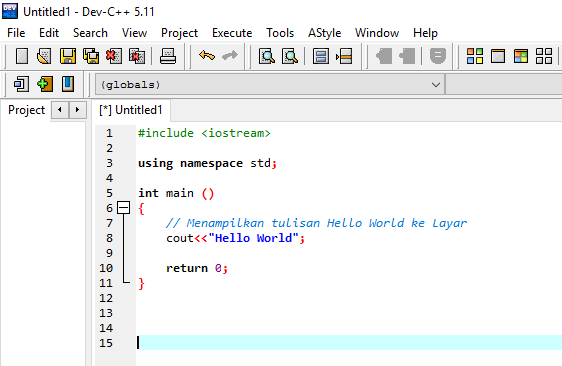 DEV Untitled1 - Dev-C++ 5.11
File Edit Search View Project Execute Tools AStyle Window Help
(globals)
Project [*] Untitled1
1 #include <iostream>
2
3 using namespace std;
4
5 int main ()
6 {
7 // Menampilkan tulisan Hello World ke Layar
8 cout<<"Hello World";
9
10 return 0;
11 }
12
13
14
15